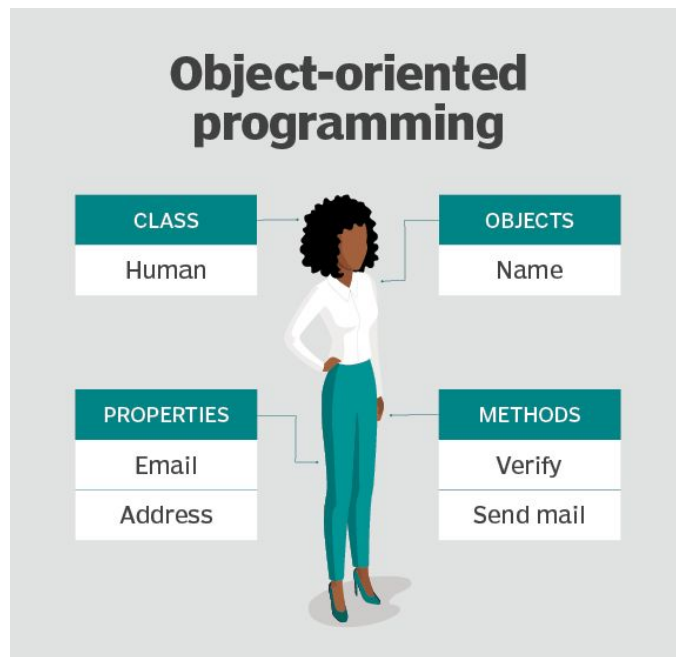 Object-oriented
programming
CLASS
Human
OBJECTS
Name
PROPERTIES
Email
Address
METHODS
Verify
Send mail